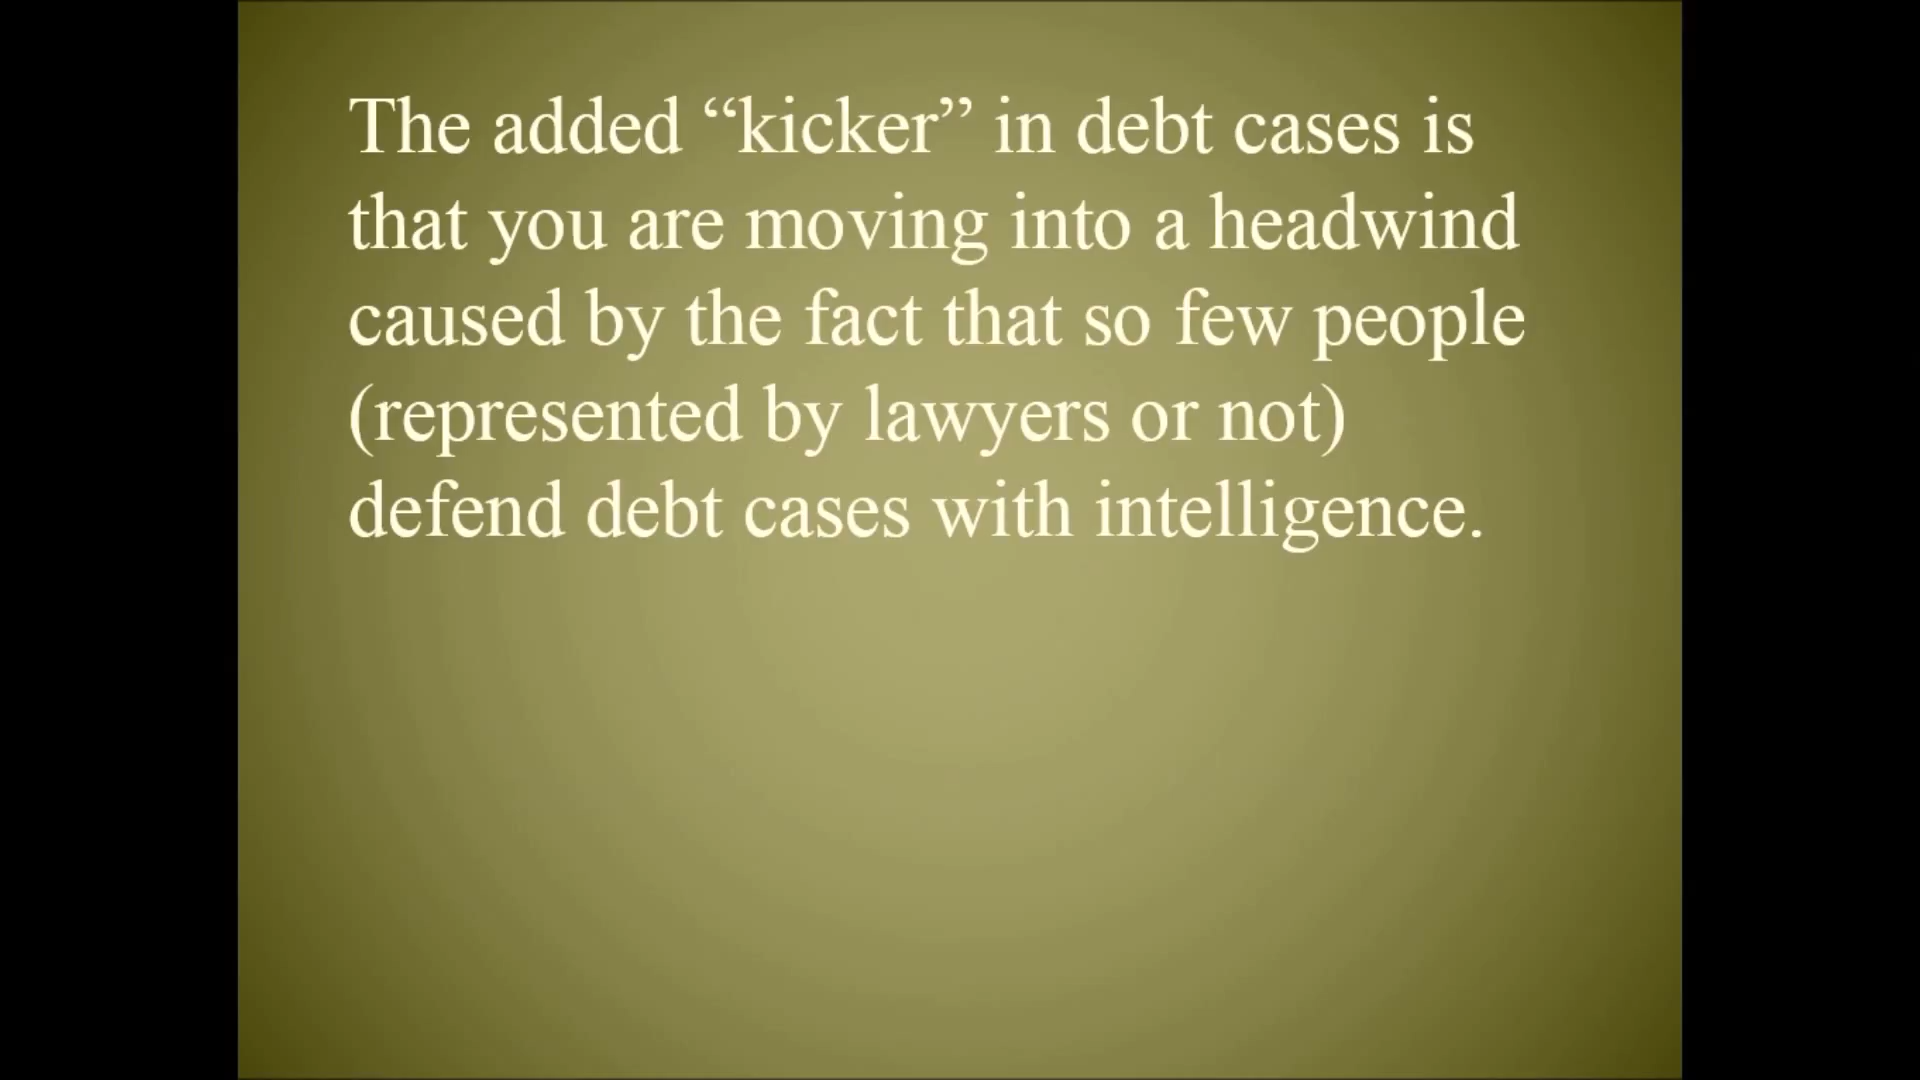 The added “kicker” in debt cases is
that you are moving into a headwind
caused by the fact that so few people
(represented by lawyers or not)
defend debt cases with intelligence.